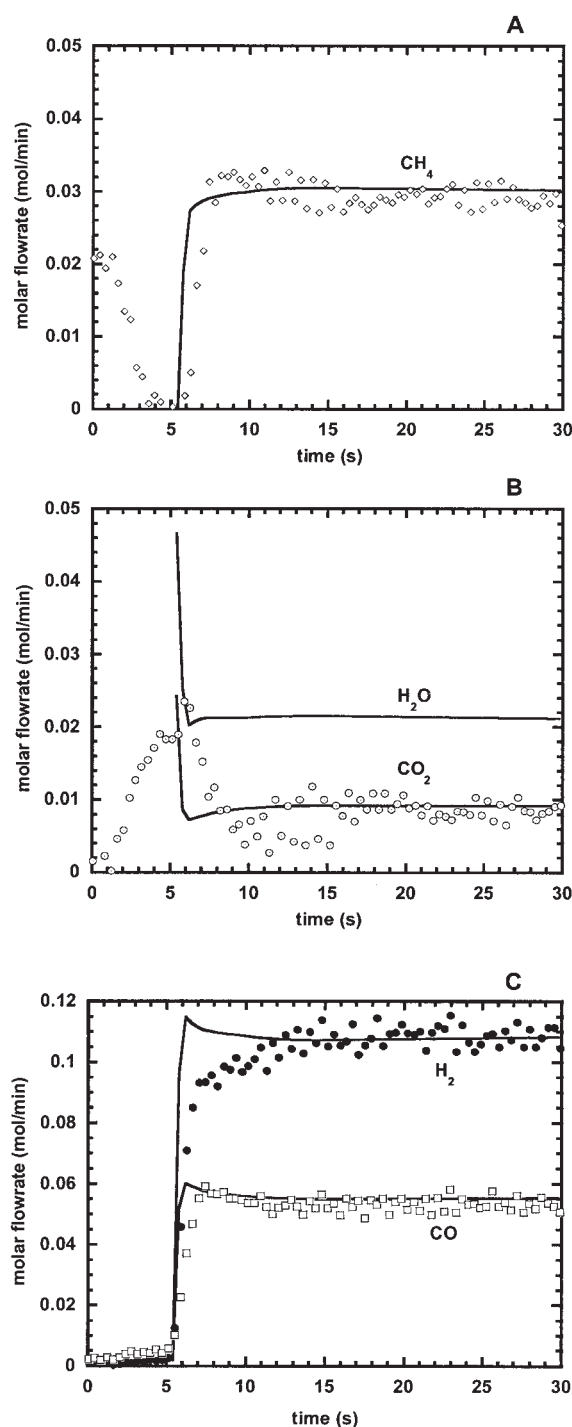 A
0.05
0.04
0.03
0.02
0.01
0
molar flowrate (mol/min)
CH4
0 5 10 15 20 25 30
time (s)
B
0.05
0.04
0.03
0.02
0.01
0
molar flowrate (mol/min)
H2O
CO2
0 5 10 15 20 25 30
time (s)
C
0.12
0.1
0.08
0.06
0.04
0.02
0
molar flowrate (mol/min)
H2
CO
0 5 10 15 20 25 30
time (s)